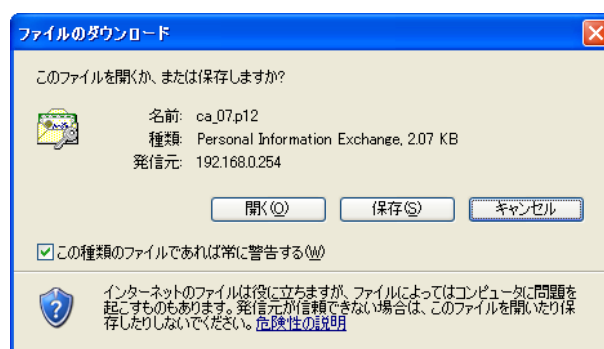 ファイルのダウンロード
このファイルを開くか、または保存しますか?
名前: ca_07.p12
種類: Personal Information Exchange, 2.07 KB
発信元: 192.168.0.254
開く(O) 保存(S) キャンセル
この種類のファイルであれば常に警告する(W)
インターネットのファイルは役に立ちますが、ファイルによってはコンピュータに問題を
起こすものもあります。発信元が信頼できない場合は、このファイルを開いたり保
存したりしないでください。危険性の説明